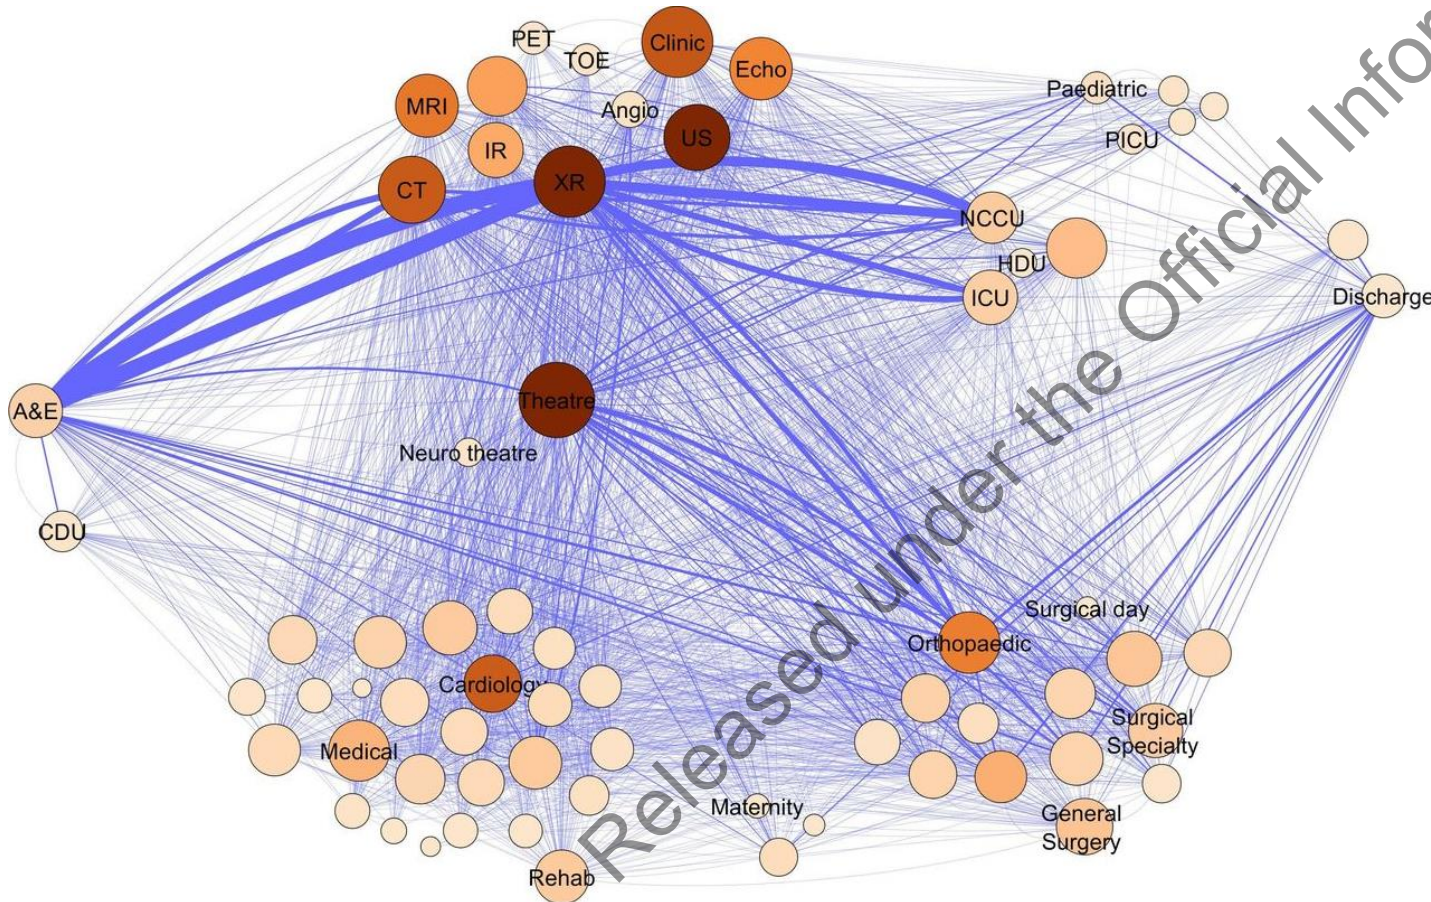 PET
TOE
Clinic
Echo
MRI
Angio
US
IR
XR
CT
Paediatric
PICU
NCCU
HDU
ICU
Discharge
A&E
Theatre
Neuro theatre
CDU
Surgical day
Orthopaedic
Cardiology
Medical
Surgical
Specialty
Maternity
General
Surgery
Rehab
Released under the Official Infor